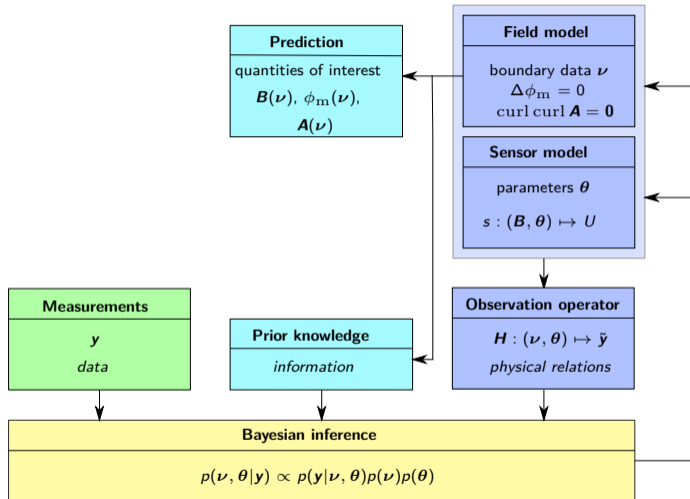 Field model
boundary data ν
Δϕm = 0
curl curl A = 0
Prediction
quantities of interest
B(ν), ϕm(ν),
A(ν)
Sensor model
parameters θ
s : (B, θ) ↦ U
Measurements
y
data
Prior knowledge
information
Observation operator
H : (ν, θ) ↦ ỹ
physical relations
Bayesian inference
p(ν, θ|y) ∝ p(y|ν, θ)p(ν)p(θ)